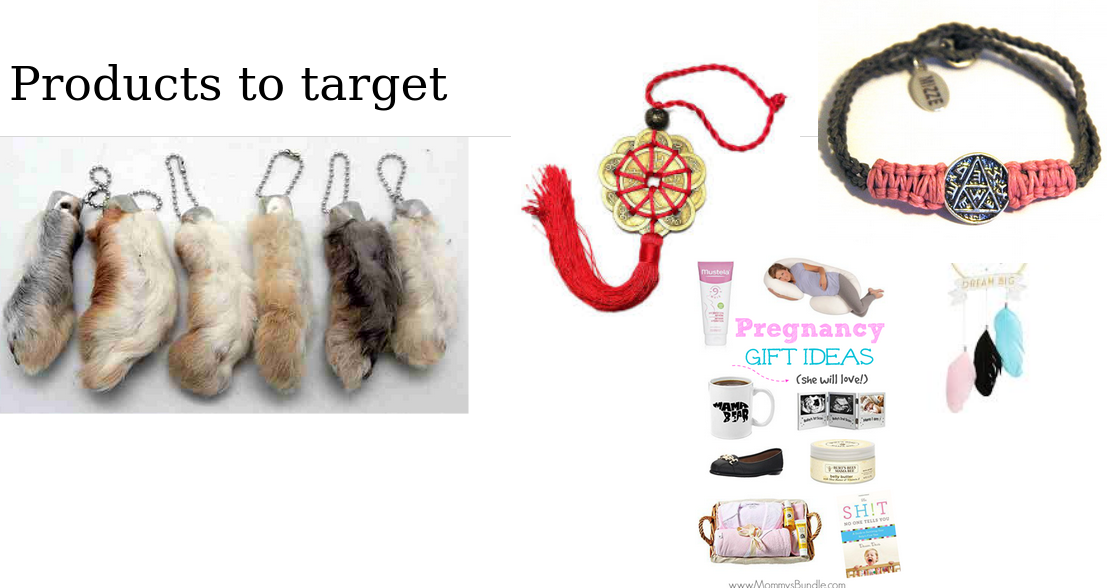 Products to target
MIZZE
DREAM BIG
mustela
Pregnancy
GIFT IDEAS
(she will love!)
MAMA
BEAR
BURT'S BEES
MAMA BEE
belly butter
SH!T
NO ONE TELLS YOU
www.MommysBundle.com